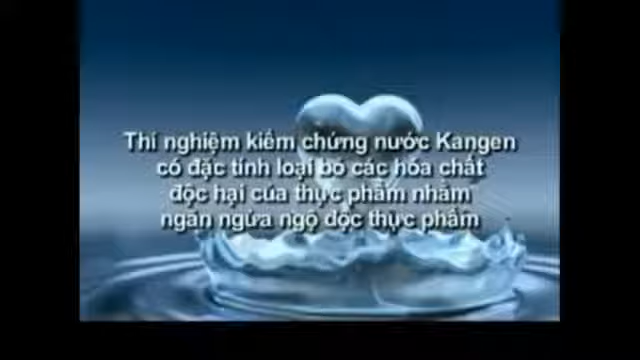 Thí nghiệm kiểm chứng nước Kangen
có đặc tính loại bỏ các hóa chất
độc hại của thực phẩm nhằm
ngăn ngừa ngộ độc thực phẩm